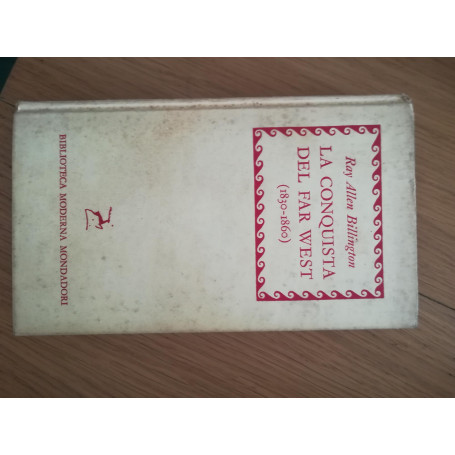 Ray Allen Billington
LA CONQUISTA
DEL FAR WEST
(1830-1860)
BIBLIOTECA MODERNA MONDADORI